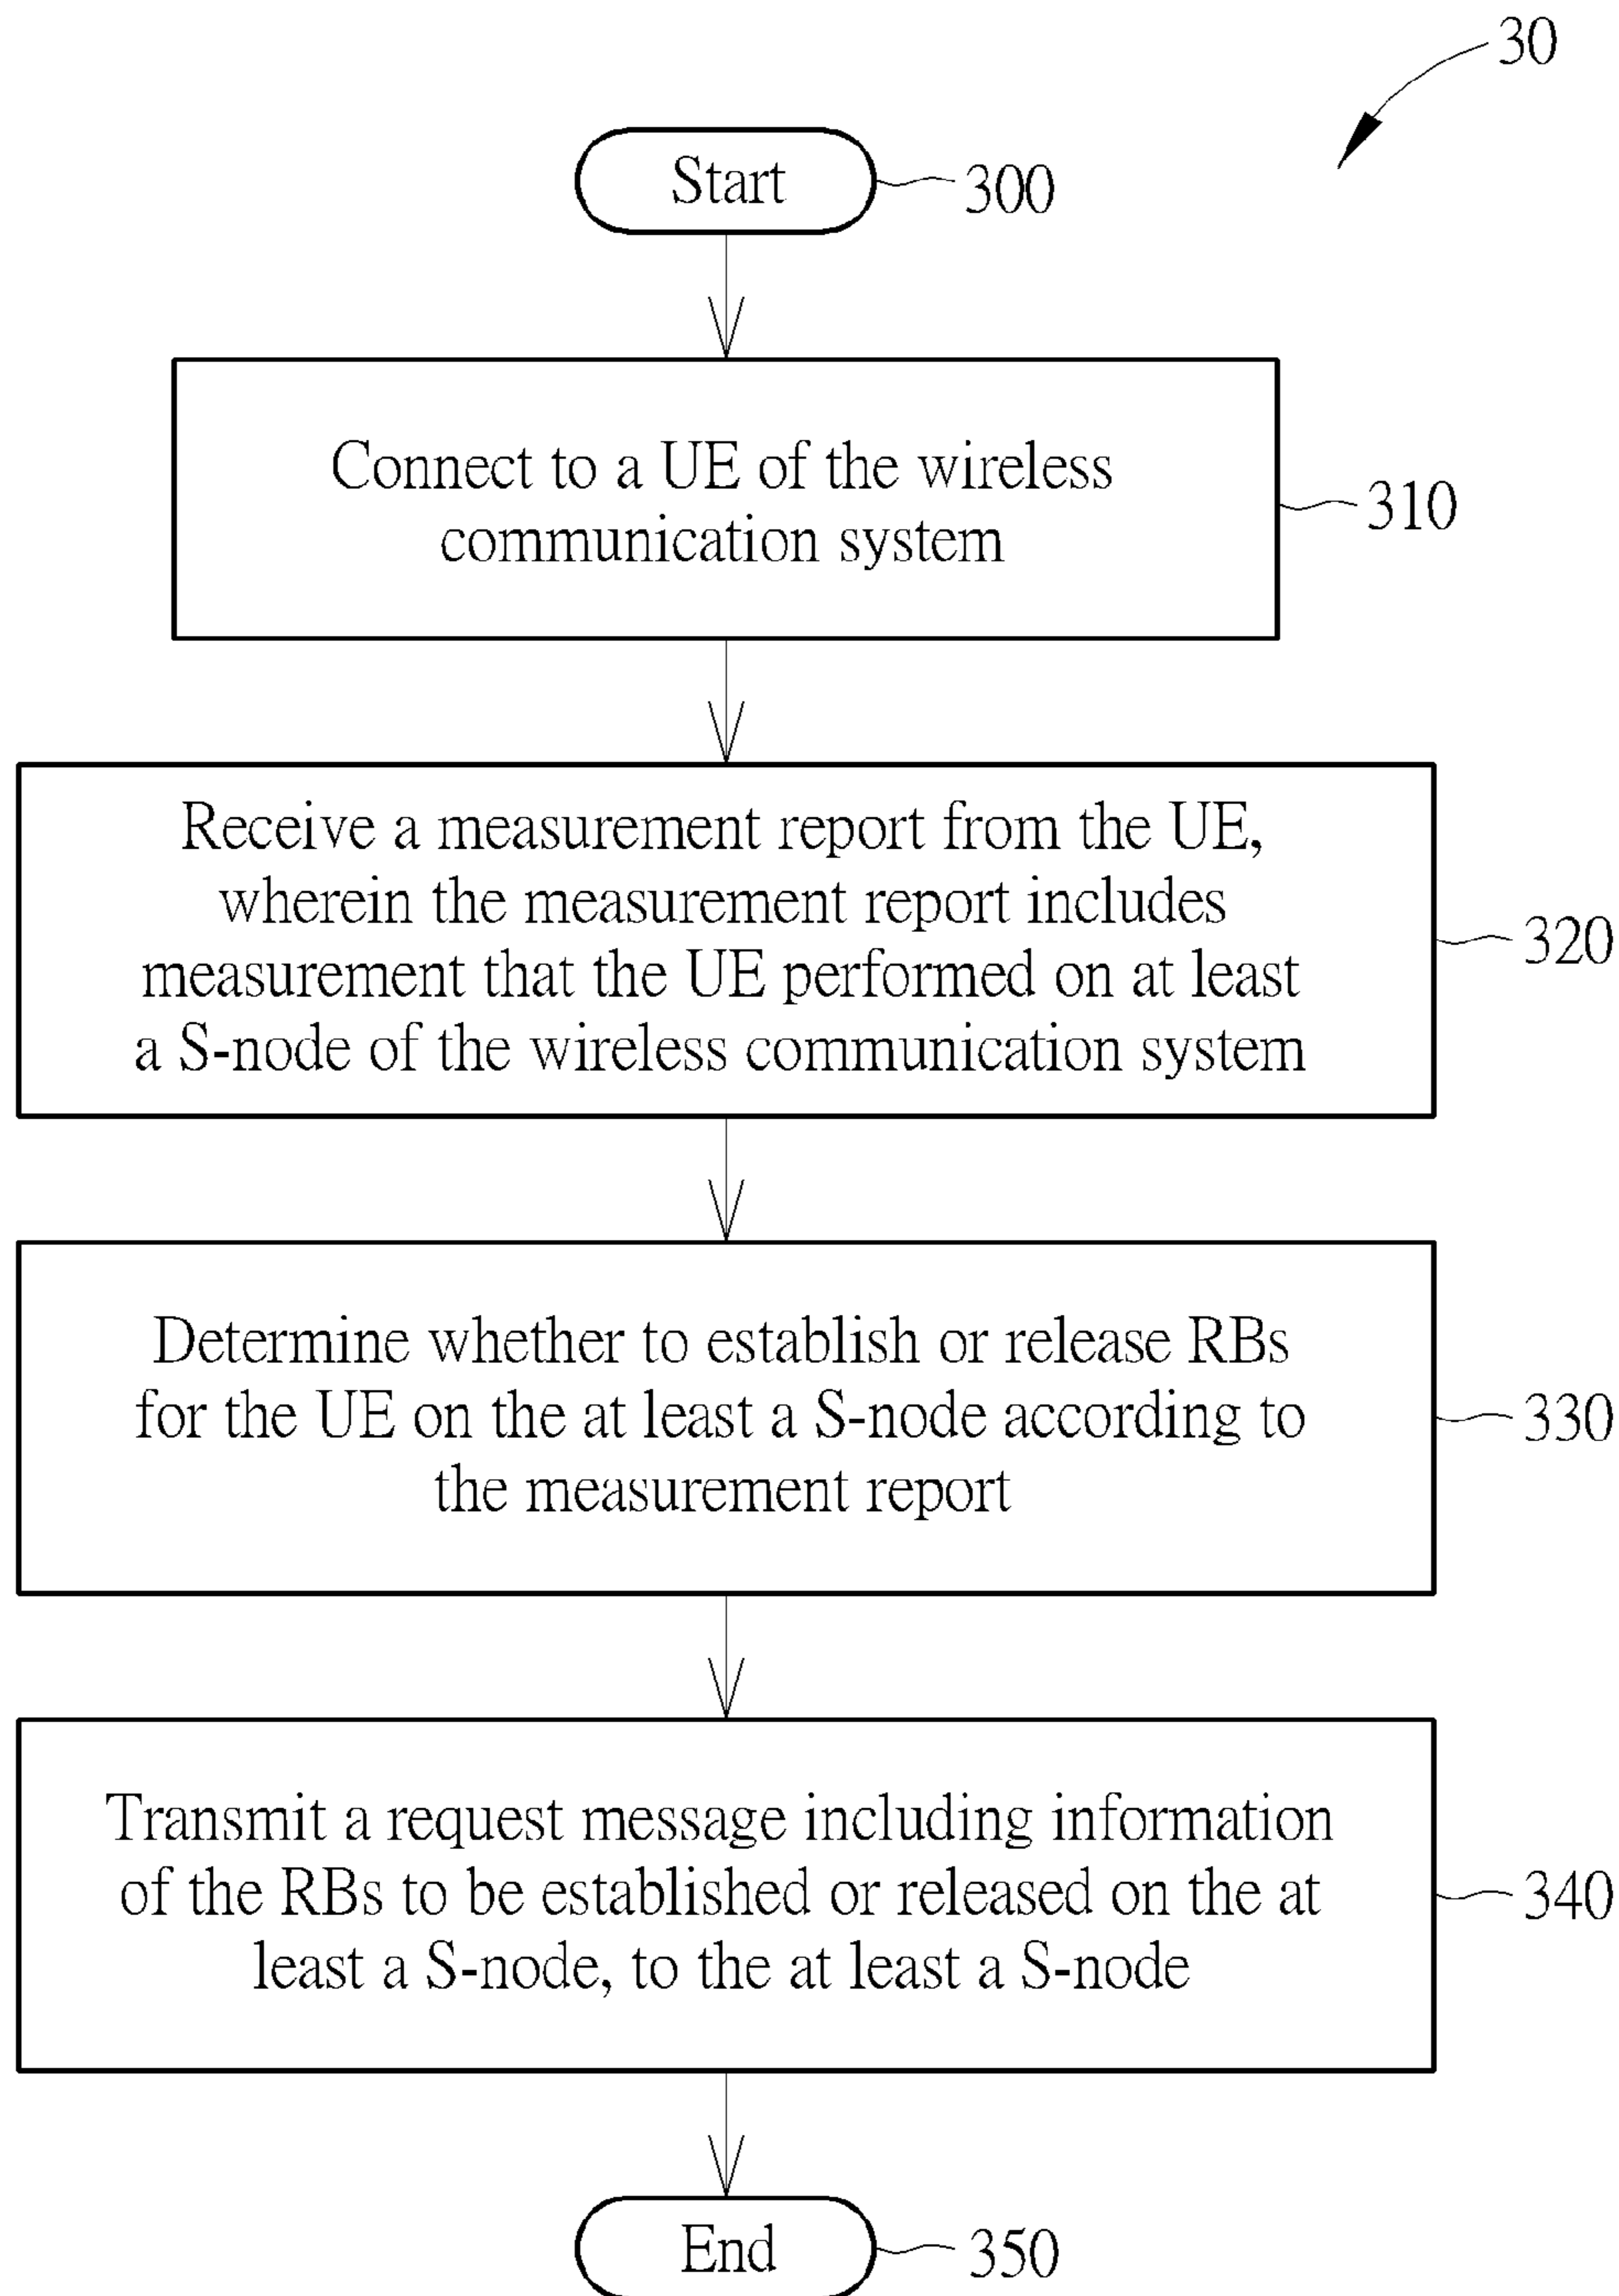 30
Start
300
Connect to a UE of the wireless
communication system
310
Receive a measurement report from the UE,
wherein the measurement report includes
measurement that the UE performed on at least
a S-node of the wireless communication system
320
Determine whether to establish or release RBs
for the UE on the at least a S-node according to
the measurement report
330
Transmit a request message including information
of the RBs to be established or released on the at
least a S-node, to the at least a S-node
340
End
350